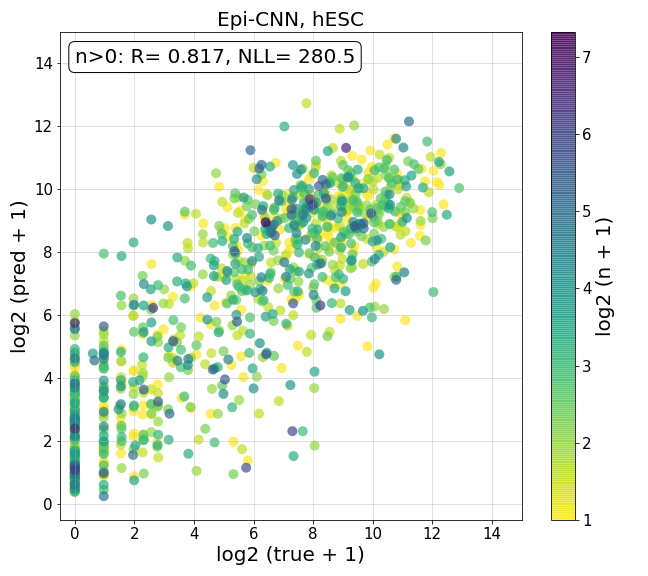 Epi-CNN, hESC
n>0: R= 0.817, NLL= 280.5
14
12
10
8
6
4
2
0
0 2 4 6 8 10 12 14
log2 (true + 1)
log2 (pred + 1)
7
6
5
4
3
2
1
log2 (n + 1)